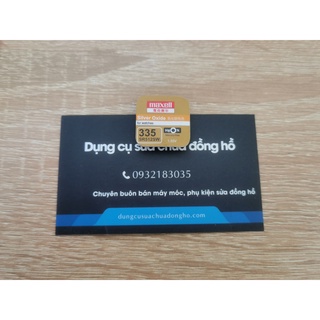 maxell
Silver Oxide
335
SR512SW
Dụng cụ sửa chữa đồng hồ
0932183035
Chuyên buôn bán máy móc, phụ kiện sửa đồng hồ
dungcusuachuadongho.com